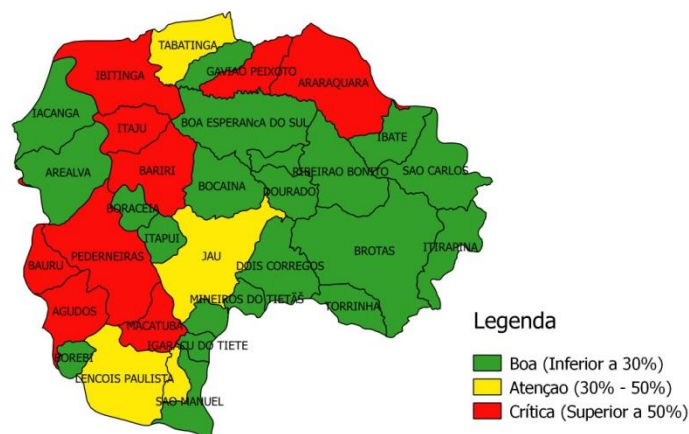 TABATINGA
IBITINGA
GAVIAO PEIXOTO
ARARAQUARA
IACANGA
ITAJU
BOA ESPERANcA DO SUL
IBATE
AREALVA
BARIRI
RIBEIRAO BONITO
SAO CARLOS
BOCAINA
DOURADO
BORACEIA
ITAPUI
JAU
BROTAS
ITIRAPINA
PEDERNEIRAS
BAURU
DOIS CORREGOS
AGUDOS
MINEIROS DO TIETÃŠ
TORRINHA
MACATUBA
IGARACU DO TIETE
BOREBI
LENCOIS PAULISTA
SAO MANUEL
Legenda
Boa (Inferior a 30%)
Atençao (30% - 50%)
Crítica (Superior a 50%)